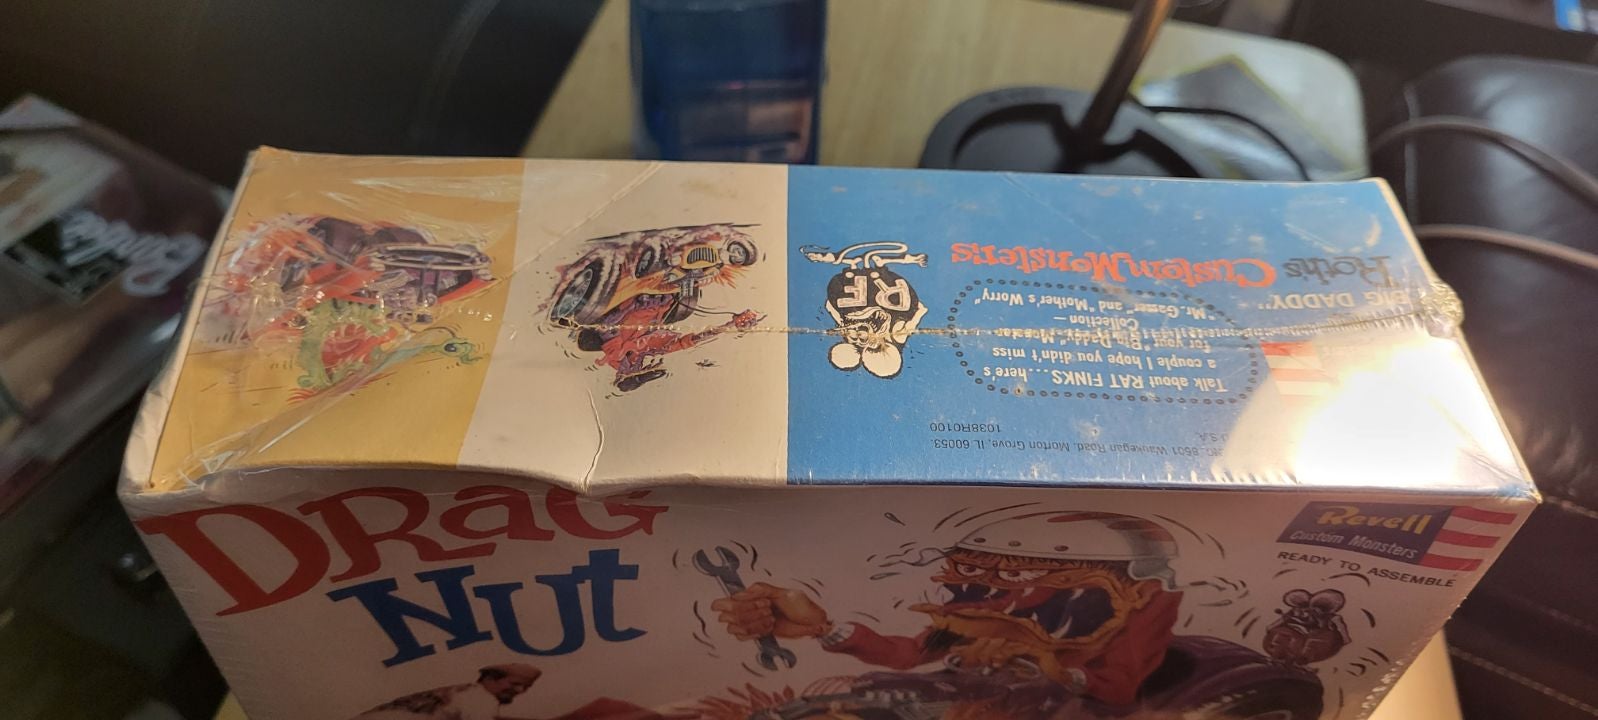 "BIG DADDY"
Roth's Custom Monsters
R.F.
Talk about RAT FINKS....here's
a couple I hope you didn't miss
for your "Big Daddy" Monster
Collection —
"Mr. Gasser" and "Mother's Worry"
8601 Waukegan Road, Morton Grove, IL 60053.
U.S.A.
1038R0100
DRAG
NUt
Revell
Custom Monsters
READY TO ASSEMBLE